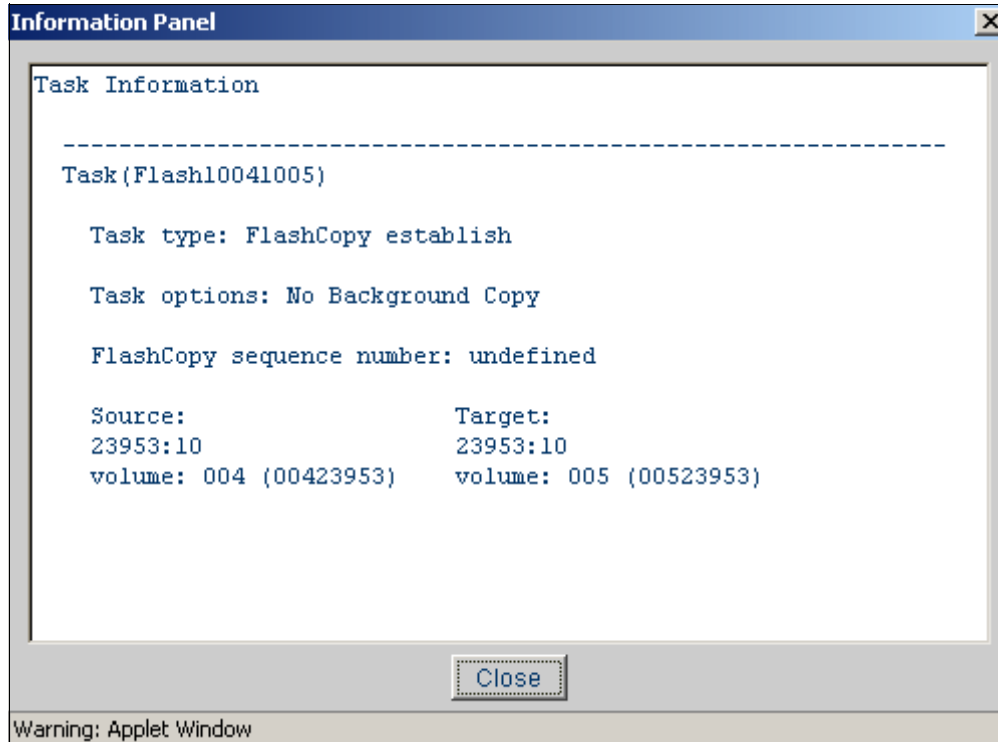 Information Panel
Task Information
--------------------------------------------------------------
Task(Flash10041005)
Task type: FlashCopy establish
Task options: No Background Copy
FlashCopy sequence number: undefined
Source: Target:
23953:10 23953:10
volume: 004 (00423953) volume: 005 (00523953)
Close
Warning: Applet Window